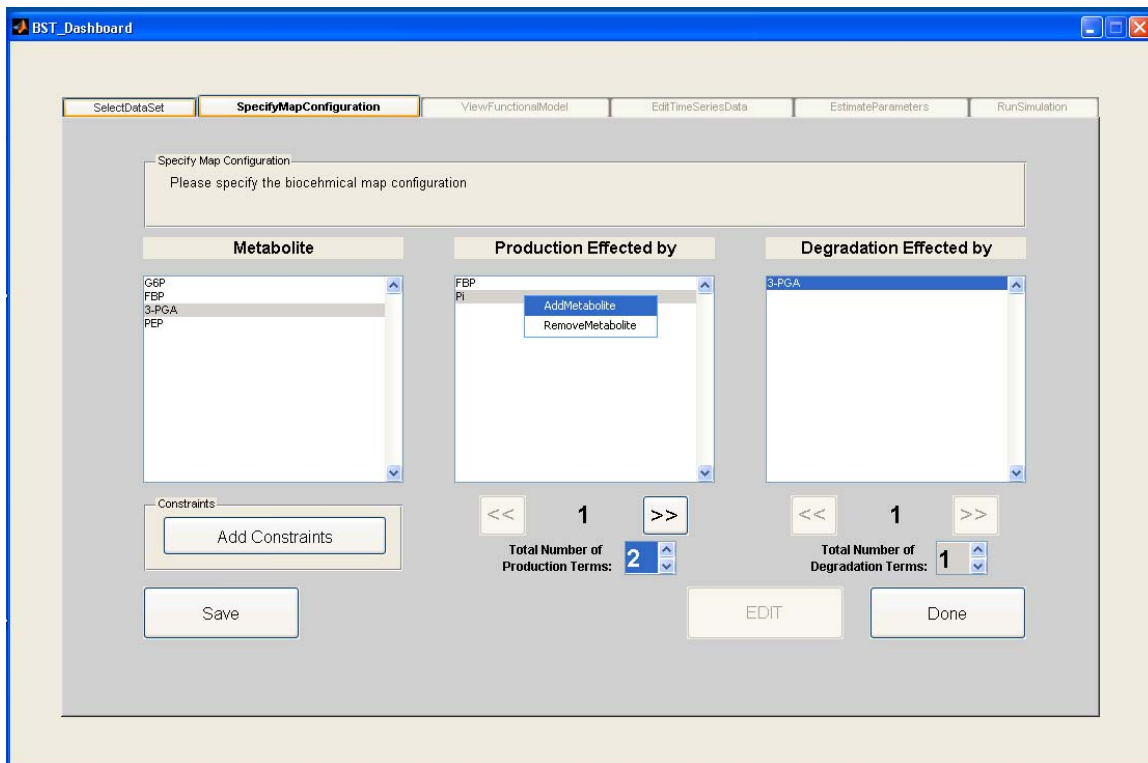 BST_Dashboard
SelectDataSet
SpecifyMapConfiguration
ViewFunctionalModel
EditTimeSeriesData
EstimateParameters
RunSimulation
Specify Map Configuration
Please specify the biocehmical map configuration
Metabolite
Production Effected by
Degradation Effected by
G6P
FBP
3-PGA
PEP
FBP
Pi
AddMetabolite
RemoveMetabolite
3-PGA
Constraints
Add Constraints
<<
1
>>
Total Number of
Production Terms:
2
<<
1
>>
Total Number of
Degradation Terms:
1
Save
EDIT
Done